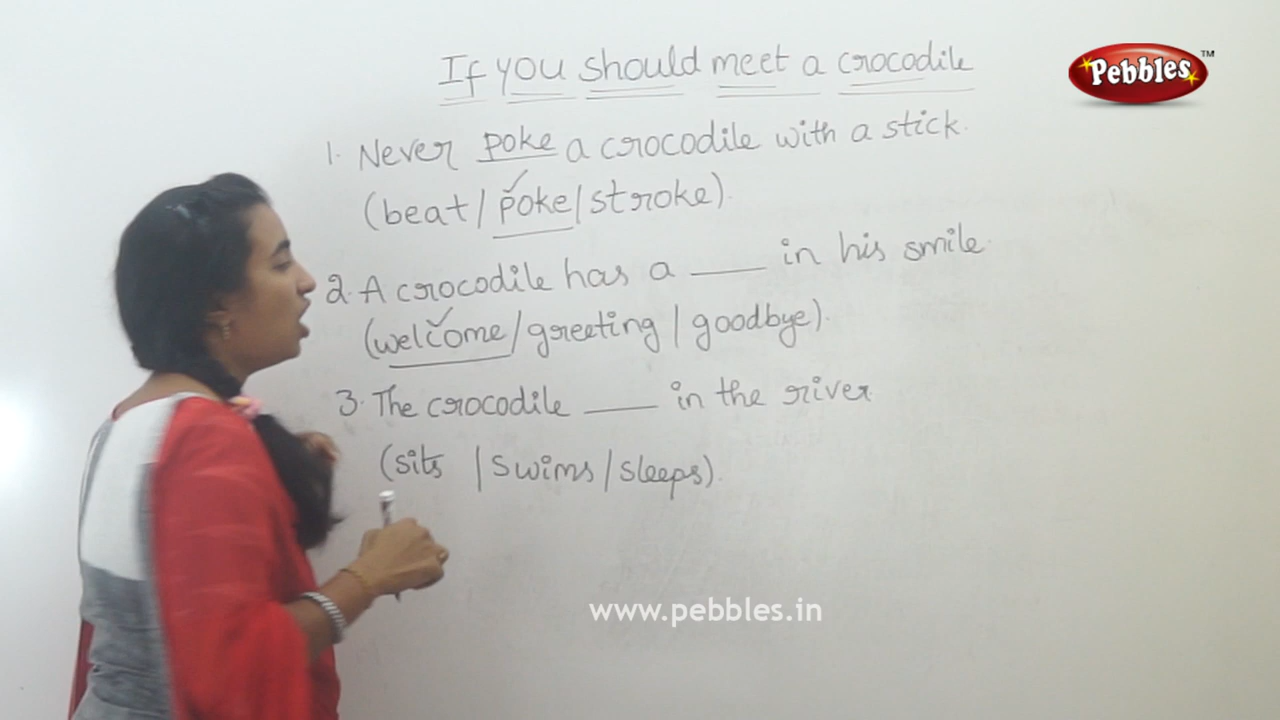 If you should meet a crocodile
Pebbles™
1. Never poke a crocodile with a stick.
(beat / poke / stroke).
2. A crocodile has a ____ in his smile.
(welcome / greeting / goodbye).
3. The crocodile ____ in the river.
(sits / swims / sleeps).
www.pebbles.in